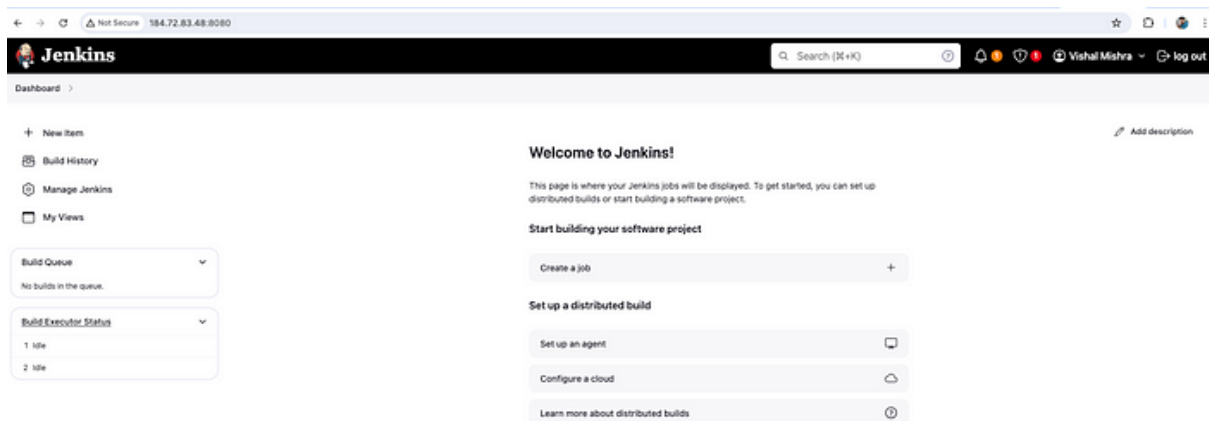 Not Secure 184.72.83.48:8080
Jenkins
Search (⌘+K)
Vishal Mishra
log out
Dashboard
Add description
New Item
Build History
Manage Jenkins
My Views
Build Queue
No builds in the queue.
Build Executor Status
1 Idle
2 Idle
Welcome to Jenkins!
This page is where your Jenkins jobs will be displayed. To get started, you can set up
distributed builds or start building a software project.
Start building your software project
Create a job
Set up a distributed build
Set up an agent
Configure a cloud
Learn more about distributed builds